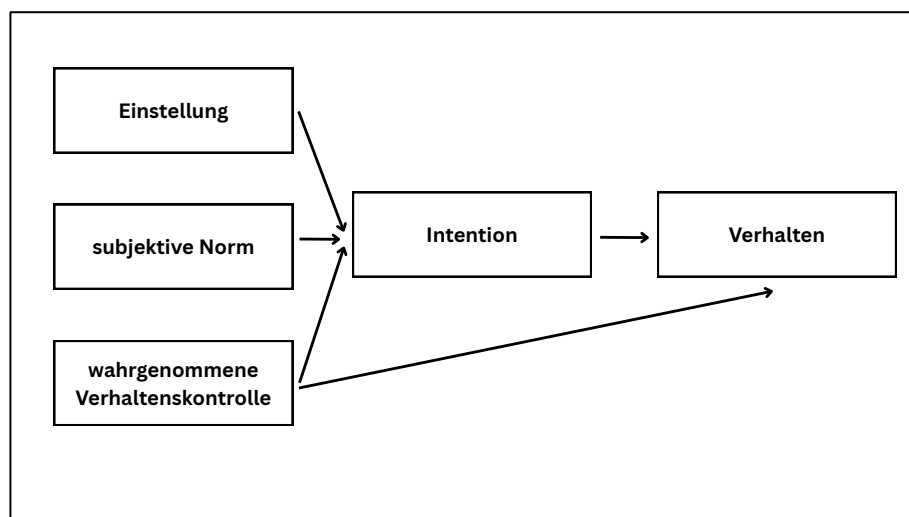 Einstellung
subjektive Norm
wahrgenommene
Verhaltenskontrolle
Intention
Verhalten